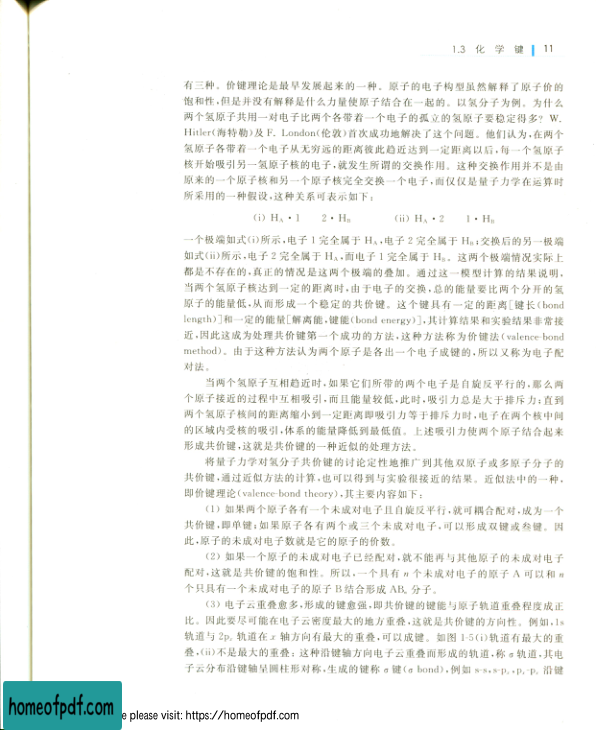 1.3 化 学 键 11
有三种。价键理论是最早发展起来的一种。原子的电子构型虽然解释了原子价的
饱和性,但是并没有解释是什么力量使原子结合在一起的。以氢分子为例。为什么
两个氢原子共用一对电子比两个各带着一个电子的孤立的氢原子要稳定得多? W.
Hitler(海特勒)及 F. London(伦敦)首次成功地解决了这个问题。他们认为,在两个
氢原子各带着一个电子从无穷远的距离彼此趋近达到一定距离以后,每一个氢原子
核开始吸引另一氢原子核的电子,就发生所谓的交换作用。这种交换作用并不是由
原来的一个原子核和另一个原子核完全交换一个电子,而仅仅是量子力学在运算时
所采用的一种假设,这种关系可表示如下:
(i) HA · 1 2 · HB (ii) HA · 2 1 · HB
一个极端如式(i)所示,电子 1 完全属于 HA,电子 2 完全属于 HB;交换后的另一极端
如式(ii)所示,电子 2 完全属于 HA,而电子 1 完全属于 HB。这两个极端情况实际上
都是不存在的,真正的情况是这两个极端的叠加。通过这一模型计算的结果说明,
当两个氢原子核达到一定的距离时,由于电子的交换,总的能量要比两个分开的氢
原子的能量低,从而形成一个稳定的共价键。这个键具有一定的距离[键长(bond
length)]和一定的能量[解离能,键能(bond energy)],其计算结果和实验结果非常接
近,因此这成为处理共价键第一个成功的方法,这种方法称为价键法(valence-bond
method)。由于这种方法认为两个原子是各出一个电子成键的,所以又称为电子配
对法。
当两个氢原子互相趋近时,如果它们所带的两个电子是自旋反平行的,那么两
个原子接近的过程中互相吸引,而且能量较低,此时,吸引力总是大于排斥力;直到
两个氢原子核间的距离缩小到一定距离即吸引力等于排斥力时,电子在两个核中间
的区域内受核的吸引,体系的能量降低到最低值。上述吸引力使两个原子结合起来
形成共价键,这就是共价键的一种近似的处理方法。
将量子力学对氢分子共价键的讨论定性地推广到其他双原子或多原子分子的
共价键,通过近似方法的计算,也可以得到与实验很接近的结果。近似法中的一种,
即价键理论(valence-bond theory),其主要内容如下:
(1) 如果两个原子各有一个未成对电子且自旋反平行,就可耦合配对,成为一个
共价键,即单键;如果原子各有两个或三个未成对电子,可以形成双键或叁键。因
此,原子的未成对电子数就是它的原子的价数。
(2) 如果一个原子的未成对电子已经配对,就不能再与其他原子的未成对电子
配对,这就是共价键的饱和性。所以,一个具有 n 个未成对电子的原子 A 可以和 n
个只具有一个未成对电子的原子 B 结合形成 ABn 分子。
(3) 电子云重叠愈多,形成的键愈强,即共价键的键能与原子轨道重叠程度成正
比。因此要尽可能在电子云密度最大的地方重叠,这就是共价键的方向性。例如,1s
轨道与 2px 轨道在 x 轴方向有最大的重叠,可以成键。如图 1-5(i)轨道有最大的重
叠,(ii)不是最大的重叠;这种沿键轴方向电子云重叠而形成的轨道,称 σ 轨道,其电
子云分布沿键轴呈圆柱形对称,生成的键称 σ 键(σ bond),例如 s-s,s-px,px-px 沿键
homeofpdf.com
e please visit: https://homeofpdf.com